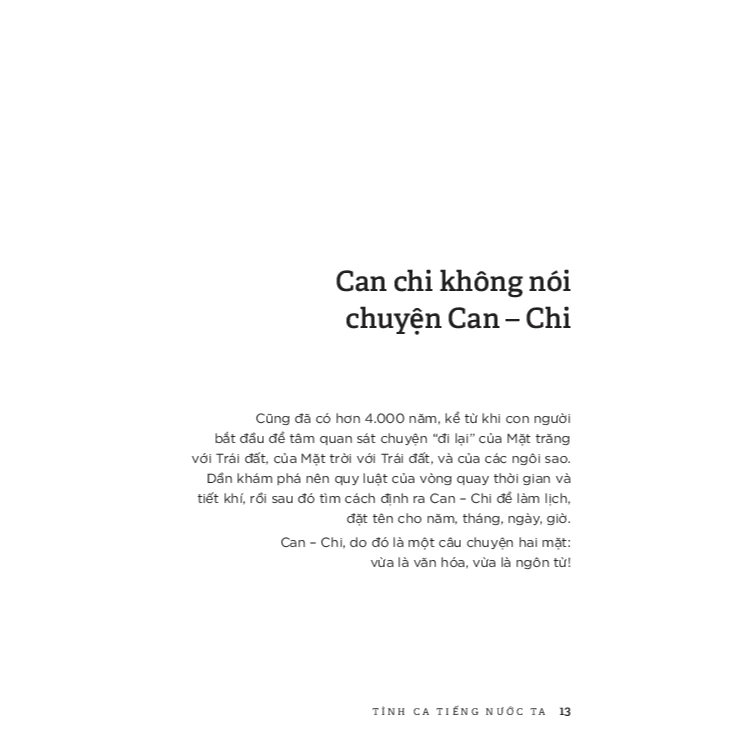 Can chi không nói
chuyện Can – Chi
Cũng đã có hơn 4.000 năm, kể từ khi con người
bắt đầu để tâm quan sát chuyện “đi lại” của Mặt trăng
với Trái đất, của Mặt trời với Trái đất, và của các ngôi sao.
Dần khám phá nên quy luật của vòng quay thời gian và
tiết khí, rồi sau đó tìm cách định ra Can – Chi để làm lịch,
đặt tên cho năm, tháng, ngày, giờ.
Can – Chi, do đó là một câu chuyện hai mặt:
vừa là văn hóa, vừa là ngôn từ!
TÌNH CA TIẾNG NƯỚC TA 13